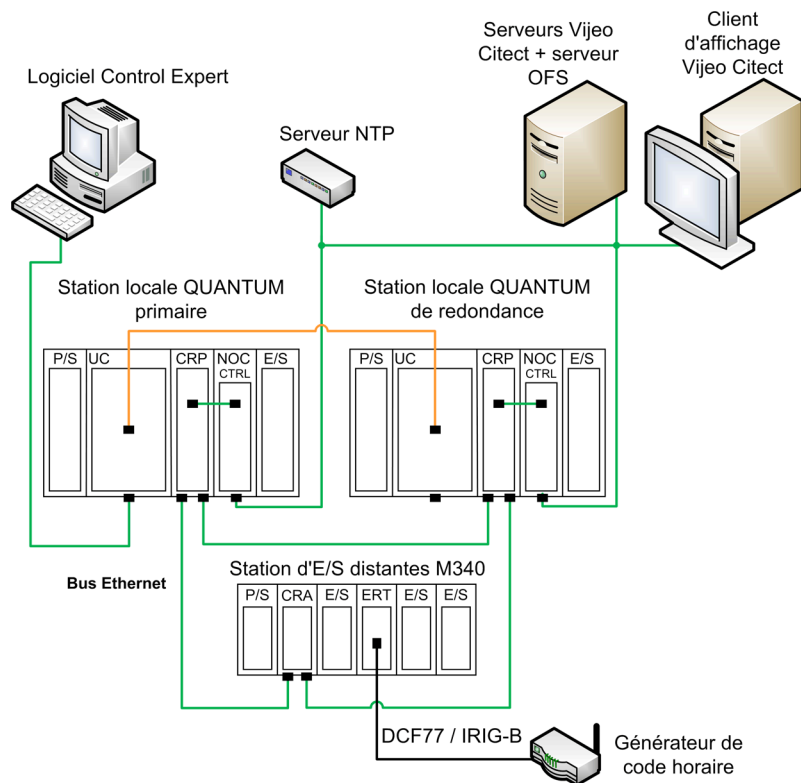 Serveurs Vijeo
Citect + serveur
OFS
Client
d'affichage
Vijeo Citect
Logiciel Control Expert
Serveur NTP
Station locale QUANTUM
primaire
Station locale QUANTUM
de redondance
P/S UC CRP NOC E/S
CTRL
P/S UC CRP NOC E/S
CTRL
Bus Ethernet
Station d'E/S distantes M340
P/S CRA E/S ERT E/S E/S
DCF77 / IRIG-B
Générateur de
code horaire